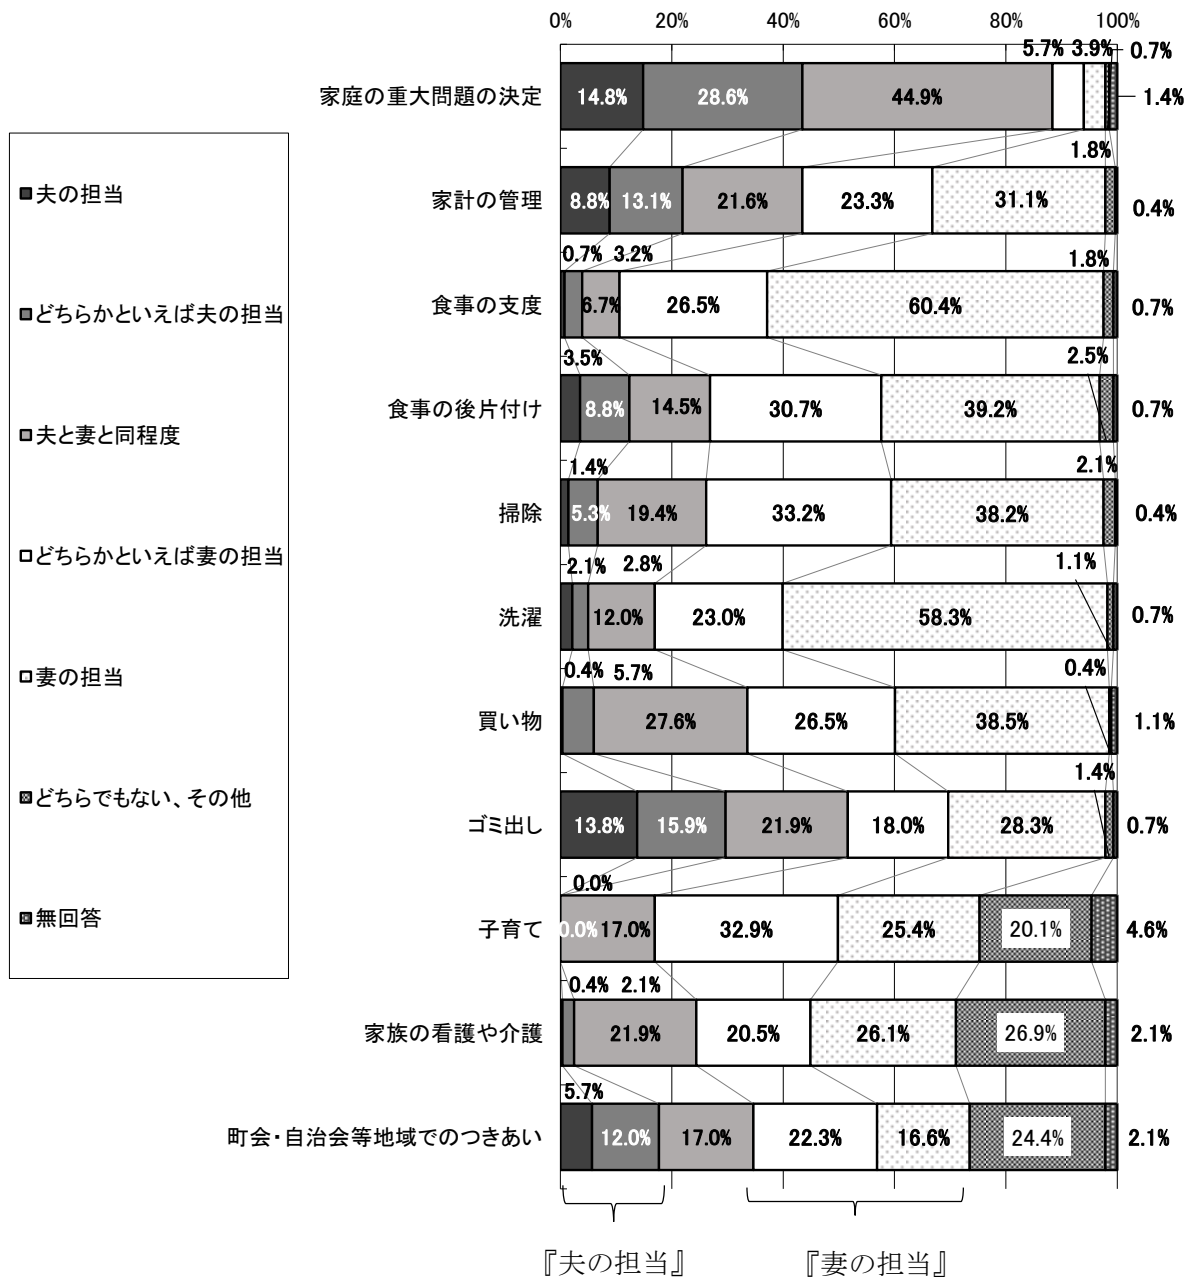 0% 20% 40% 60% 80% 100%
5.7% 3.9% 0.7%
家庭の重大問題の決定 14.8% 28.6% 44.9% 1.4%
1.8%
家計の管理 8.8% 13.1% 21.6% 23.3% 31.1% 0.4%
0.7% 3.2% 1.8%
食事の支度 6.7% 26.5% 60.4% 0.7%
3.5% 2.5%
食事の後片付け 8.8% 14.5% 30.7% 39.2% 0.7%
1.4% 2.1%
掃除 5.3% 19.4% 33.2% 38.2% 0.4%
2.1% 2.8% 1.1%
洗濯 12.0% 23.0% 58.3% 0.7%
0.4% 5.7% 0.4%
買い物 27.6% 26.5% 38.5% 1.1%
1.4%
ゴミ出し 13.8% 15.9% 21.9% 18.0% 28.3% 0.7%
0.0%
子育て 0.0% 17.0% 32.9% 25.4% 20.1% 4.6%
0.4% 2.1%
家族の看護や介護 21.9% 20.5% 26.1% 26.9% 2.1%
5.7%
町会・自治会等地域でのつきあい 12.0% 17.0% 22.3% 16.6% 24.4% 2.1%
『夫の担当』 『妻の担当』
夫の担当
どちらかといえば夫の担当
夫と妻と同程度
どちらかといえば妻の担当
妻の担当
どちらでもない、その他
無回答